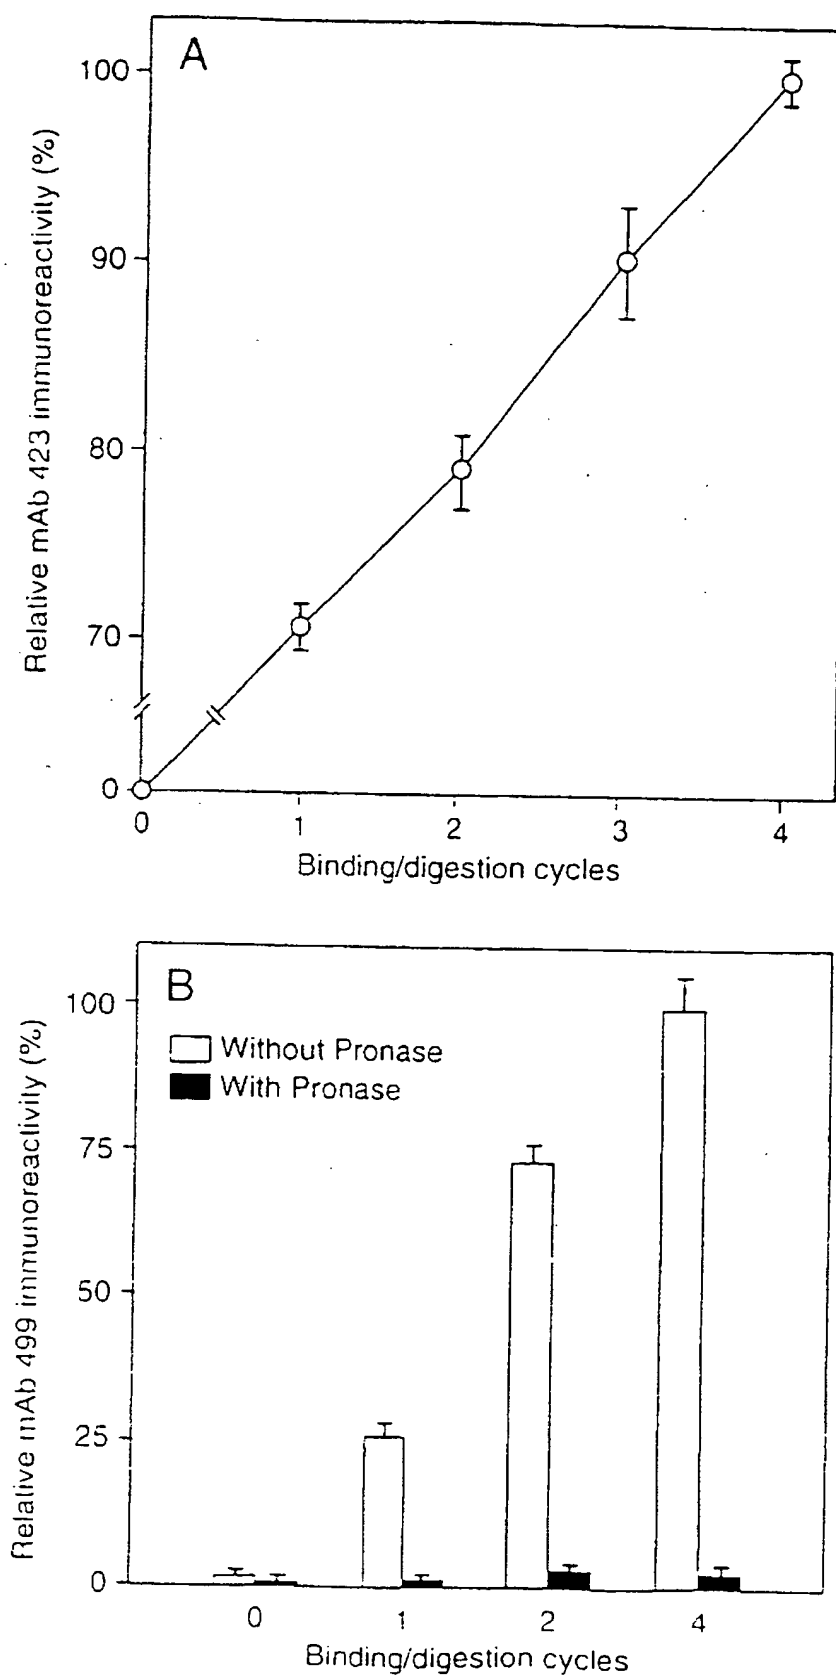 A
Relative mAb 423 immunoreactivity (%)
100
90
80
70
0
0 1 2 3 4
Binding/digestion cycles
B
Without Pronase
With Pronase
Relative mAb 499 immunoreactivity (%)
100
75
50
25
0
0 1 2 4
Binding/digestion cycles